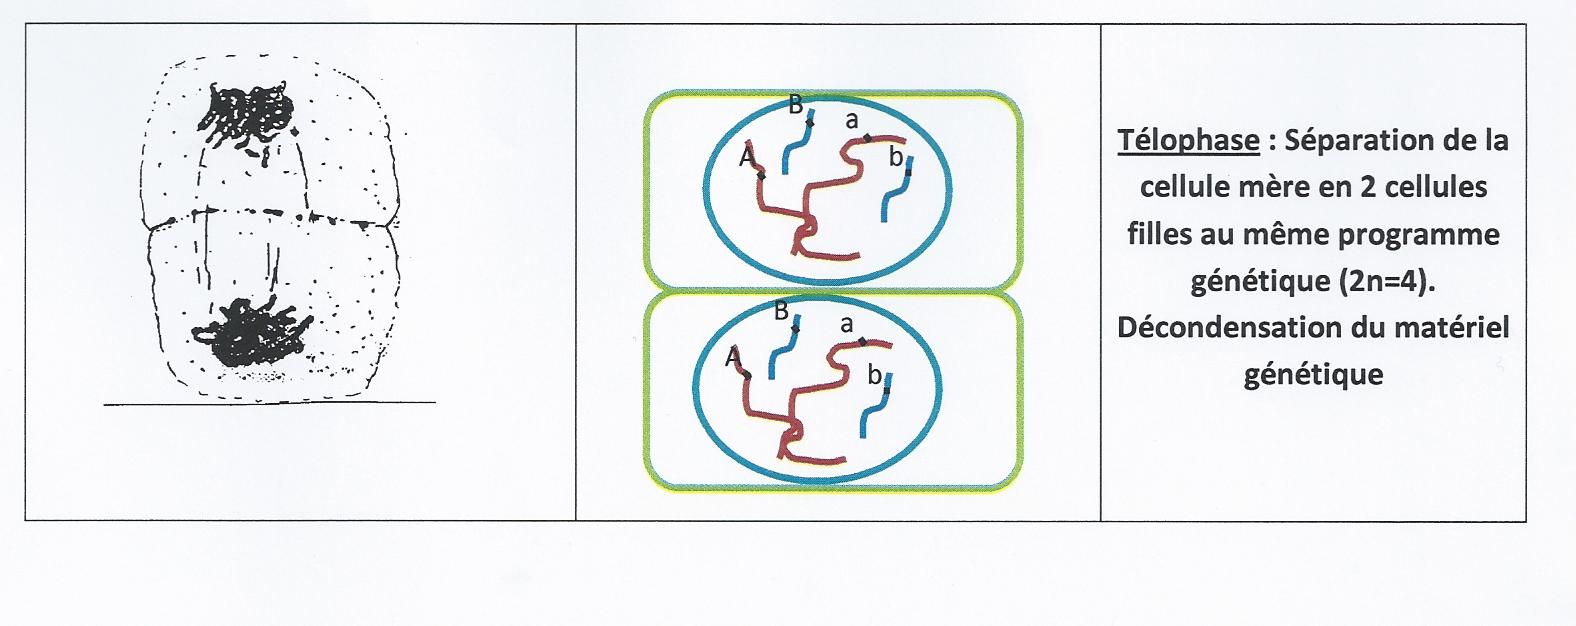 B
a
A
b
B
a
A
b
Télophase : Séparation de la
cellule mère en 2 cellules
filles au même programme
génétique (2n=4).
Décondensation du matériel
génétique